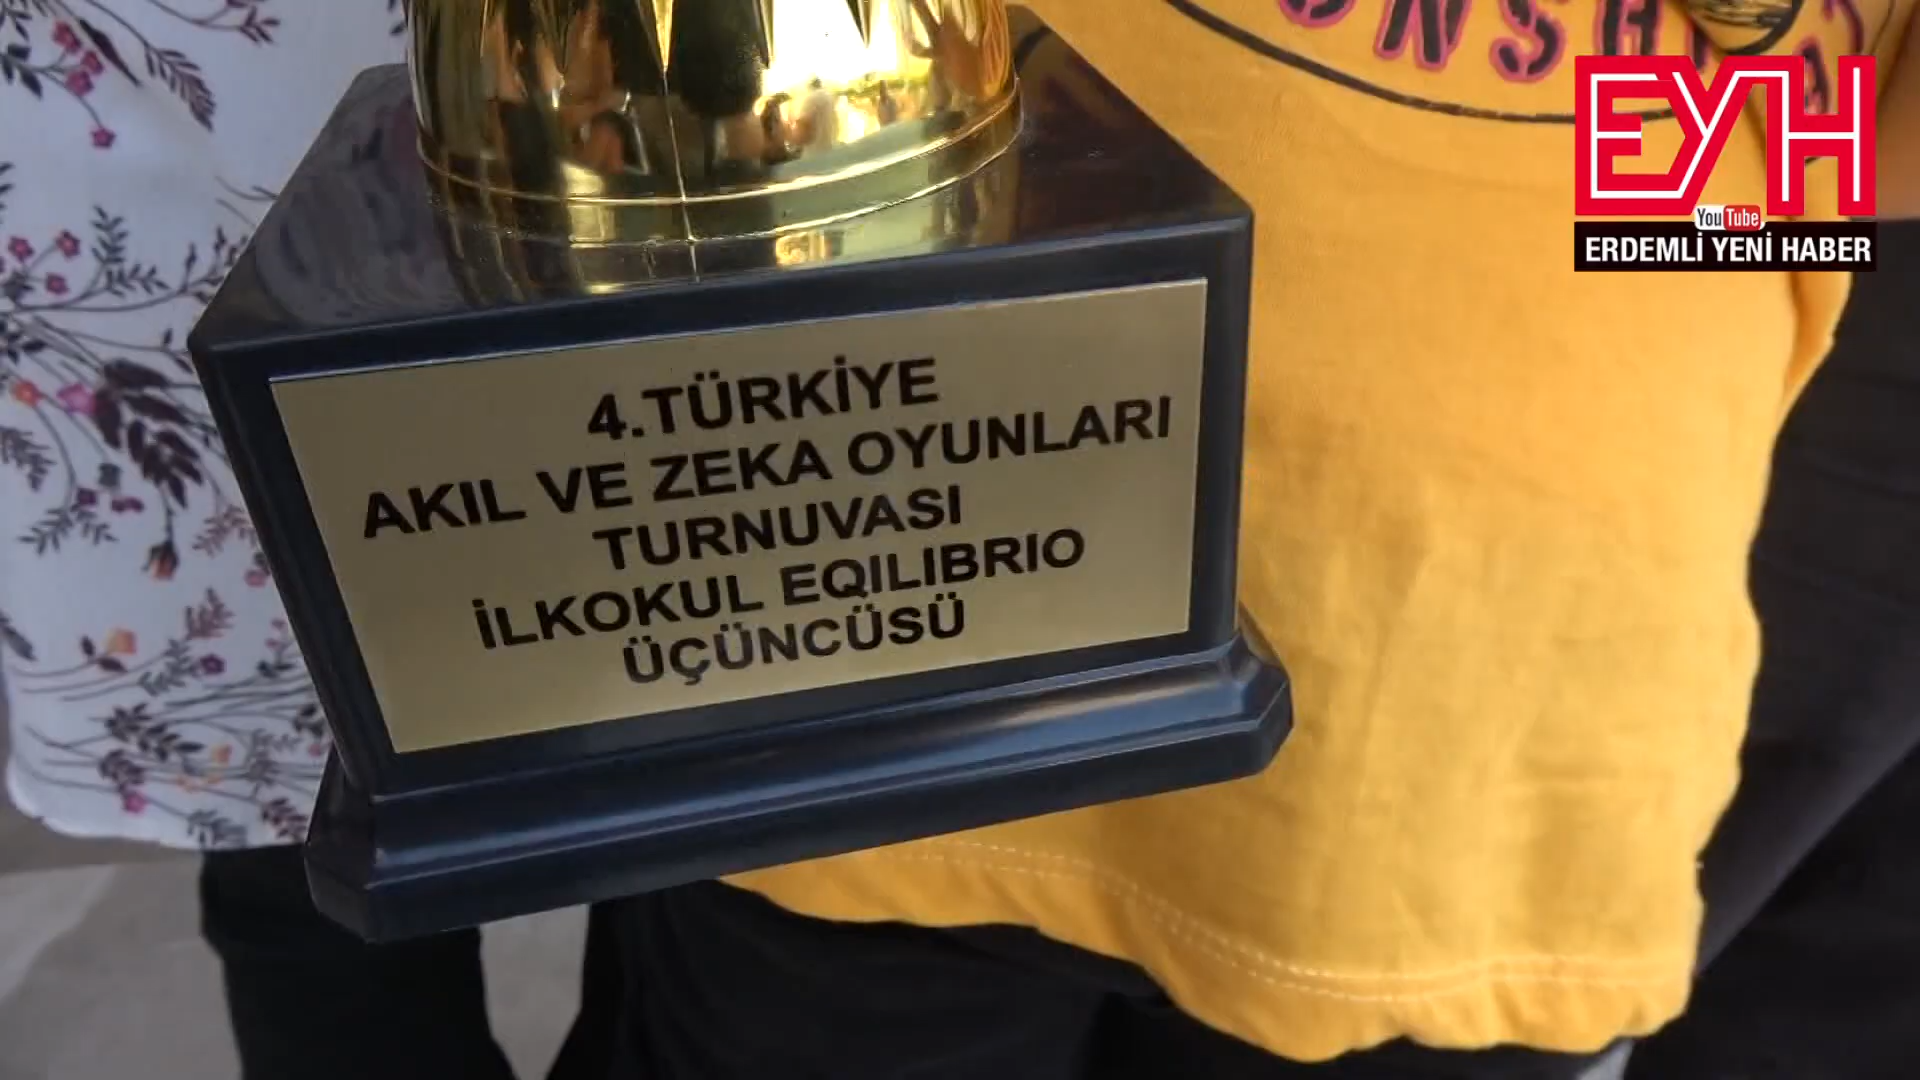 EYH
YouTube
ERDEMLİ YENİ HABER
4.TÜRKİYE
AKIL VE ZEKA OYUNLARI
TURNUVASI
İLKOKUL EQILIBRIO
ÜÇÜNCÜSÜ